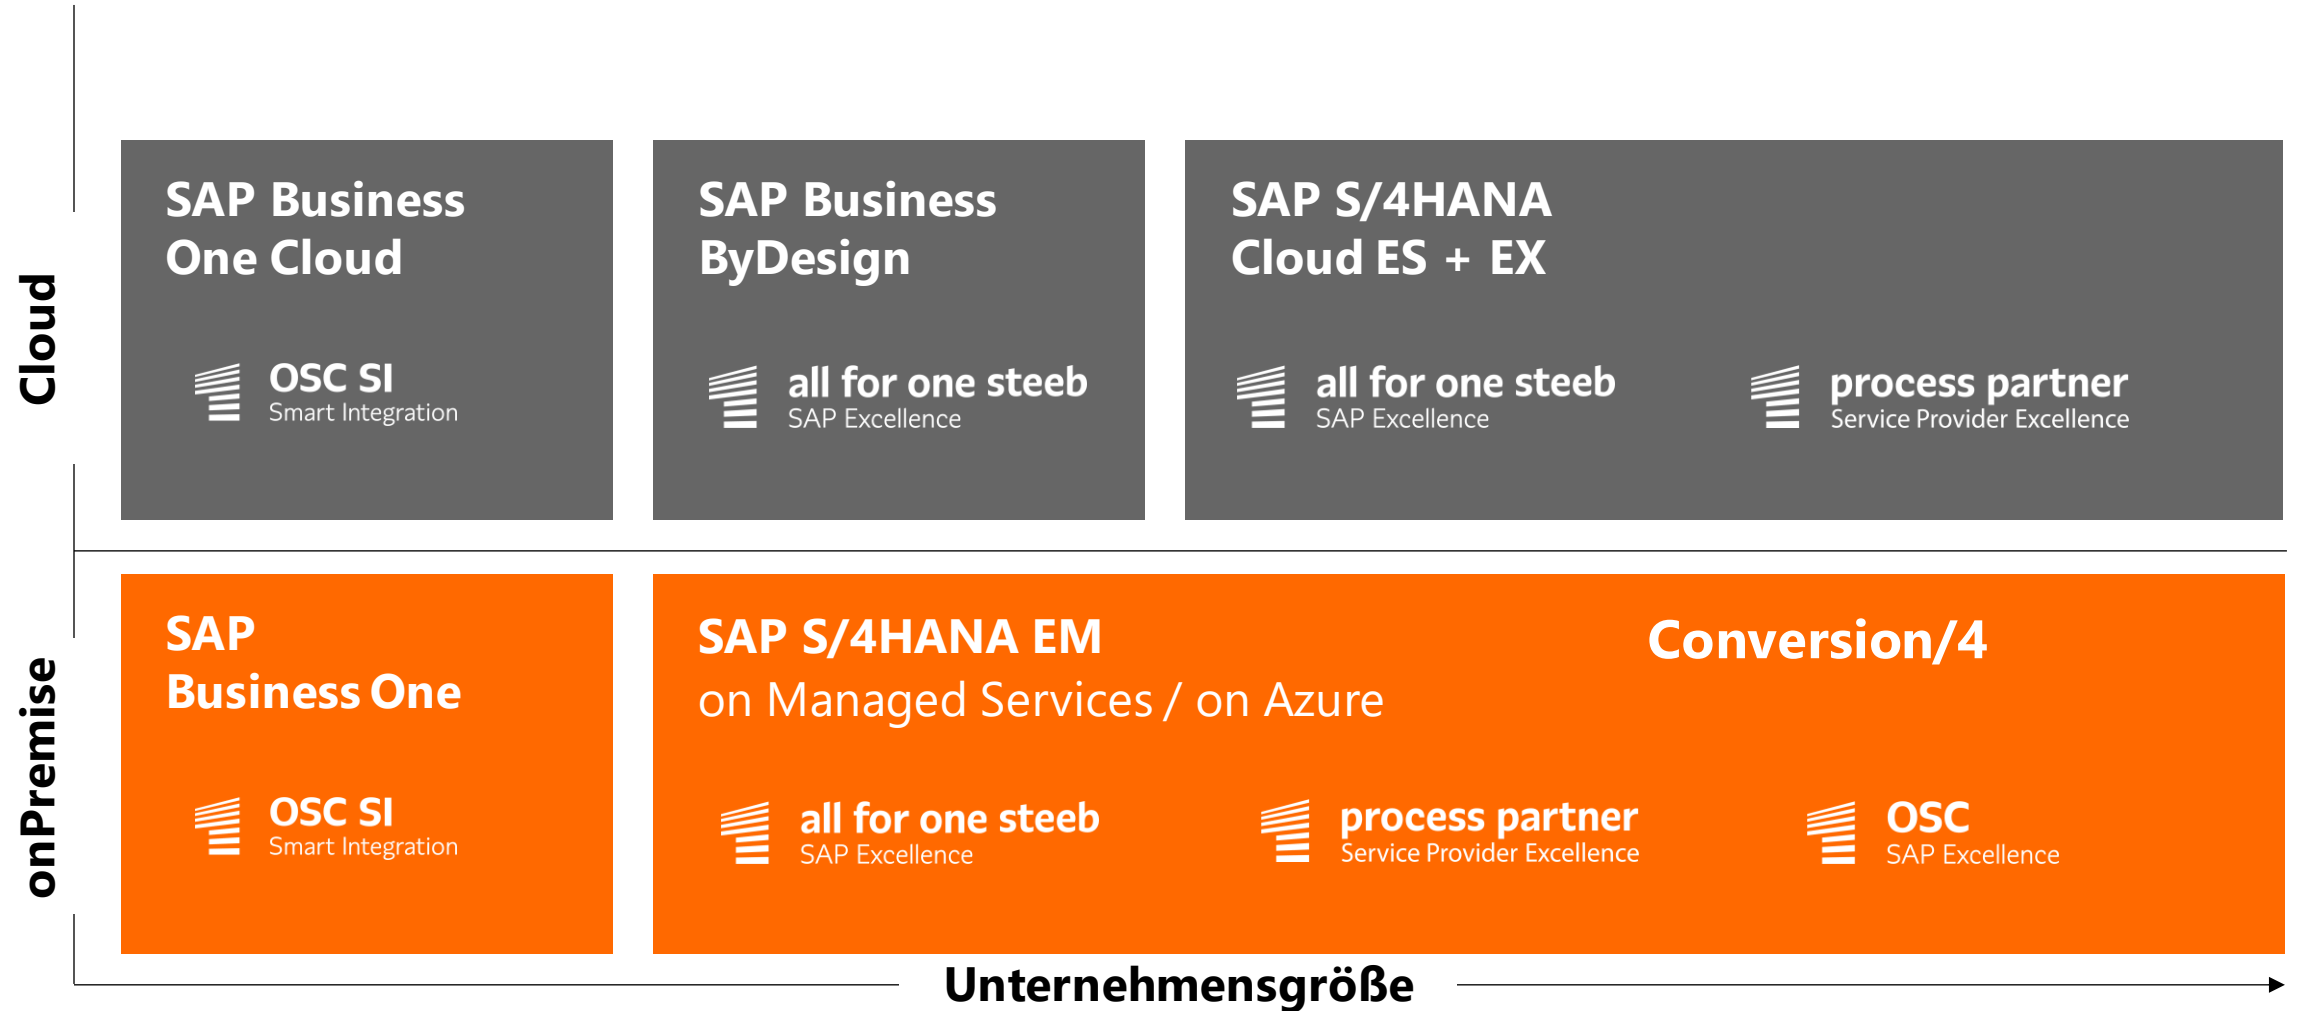 Cloud
SAP Business
One Cloud
OSC SI
Smart Integration
SAP Business
ByDesign
all for one steeb
SAP Excellence
SAP S/4HANA
Cloud ES + EX
all for one steeb
SAP Excellence
process partner
Service Provider Excellence
onPremise
SAP
Business One
OSC SI
Smart Integration
SAP S/4HANA EM
on Managed Services / on Azure
Conversion/4
all for one steeb
SAP Excellence
process partner
Service Provider Excellence
OSC
SAP Excellence
Unternehmensgröße